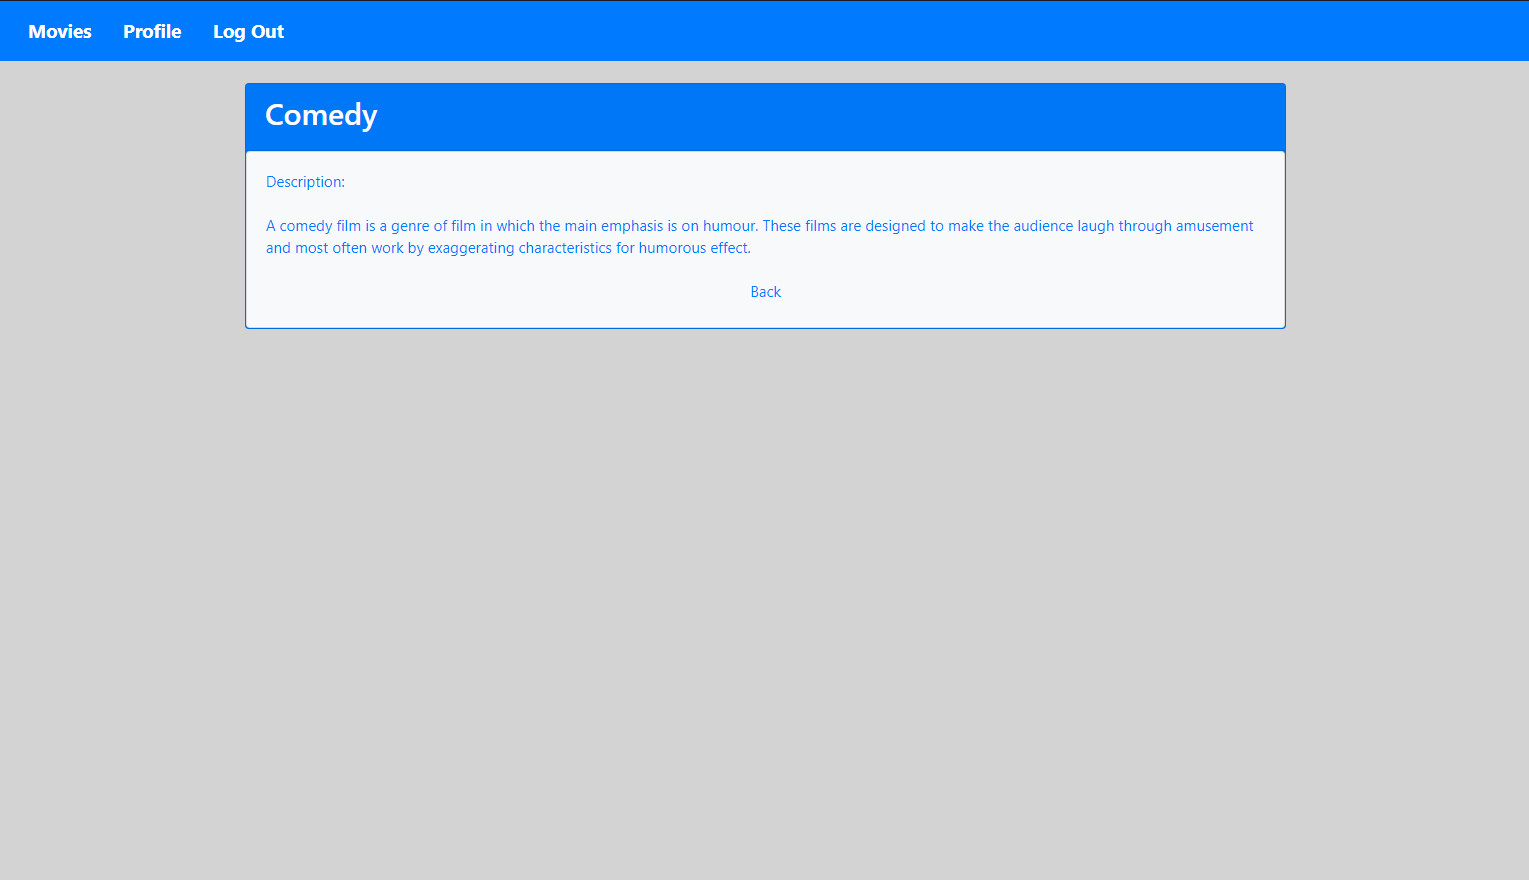 Movies Profile Log Out
Comedy
Description:
A comedy film is a genre of film in which the main emphasis is on humour. These films are designed to make the audience laugh through amusement
and most often work by exaggerating characteristics for humorous effect.
Back